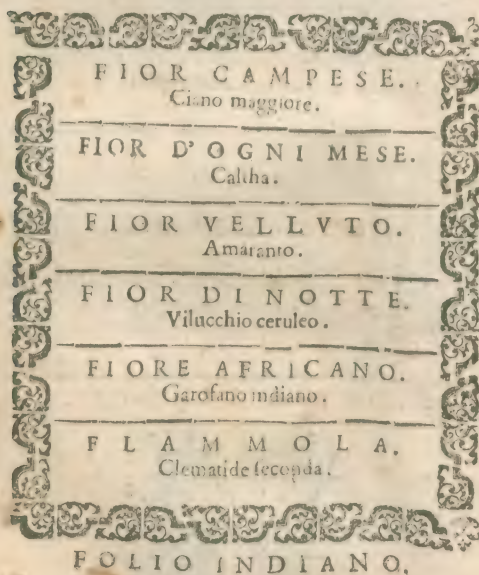 FIOR CAMPESE.
Ciano maggiore.
FIOR D'OGNI MESE.
Caltha.
FIOR VELLVTO.
Amaranto.
FIOR DI NOTTE.
Vilucchio ceruleo.
FIORE AFRICANO.
Garofano indiano.
FLAMMOLA.
Clematide seconda.
FOLIO INDIANO.